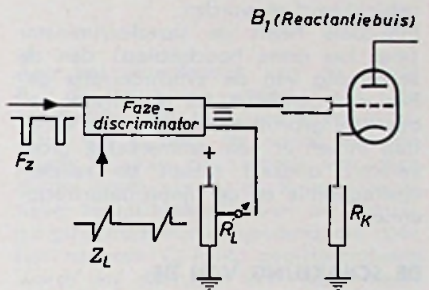 B₁ (Reactantiebuis)
Faze-
discriminator
Fz
+
ZL
RL
RK